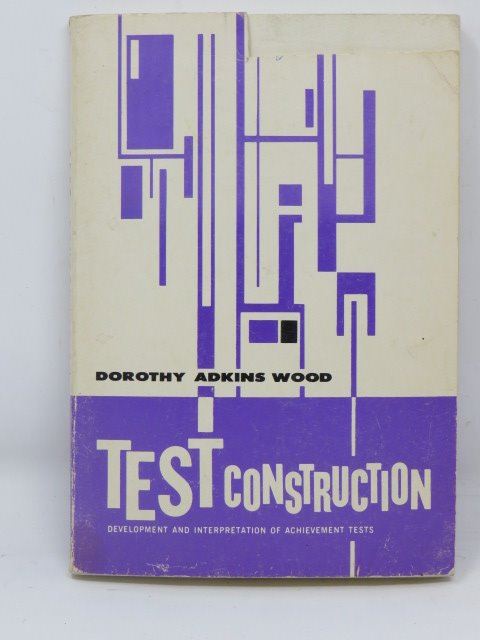 DOROTHY ADKINS WOOD
TEST CONSTRUCTION
DEVELOPMENT AND INTERPRETATION OF ACHIEVEMENT TESTS